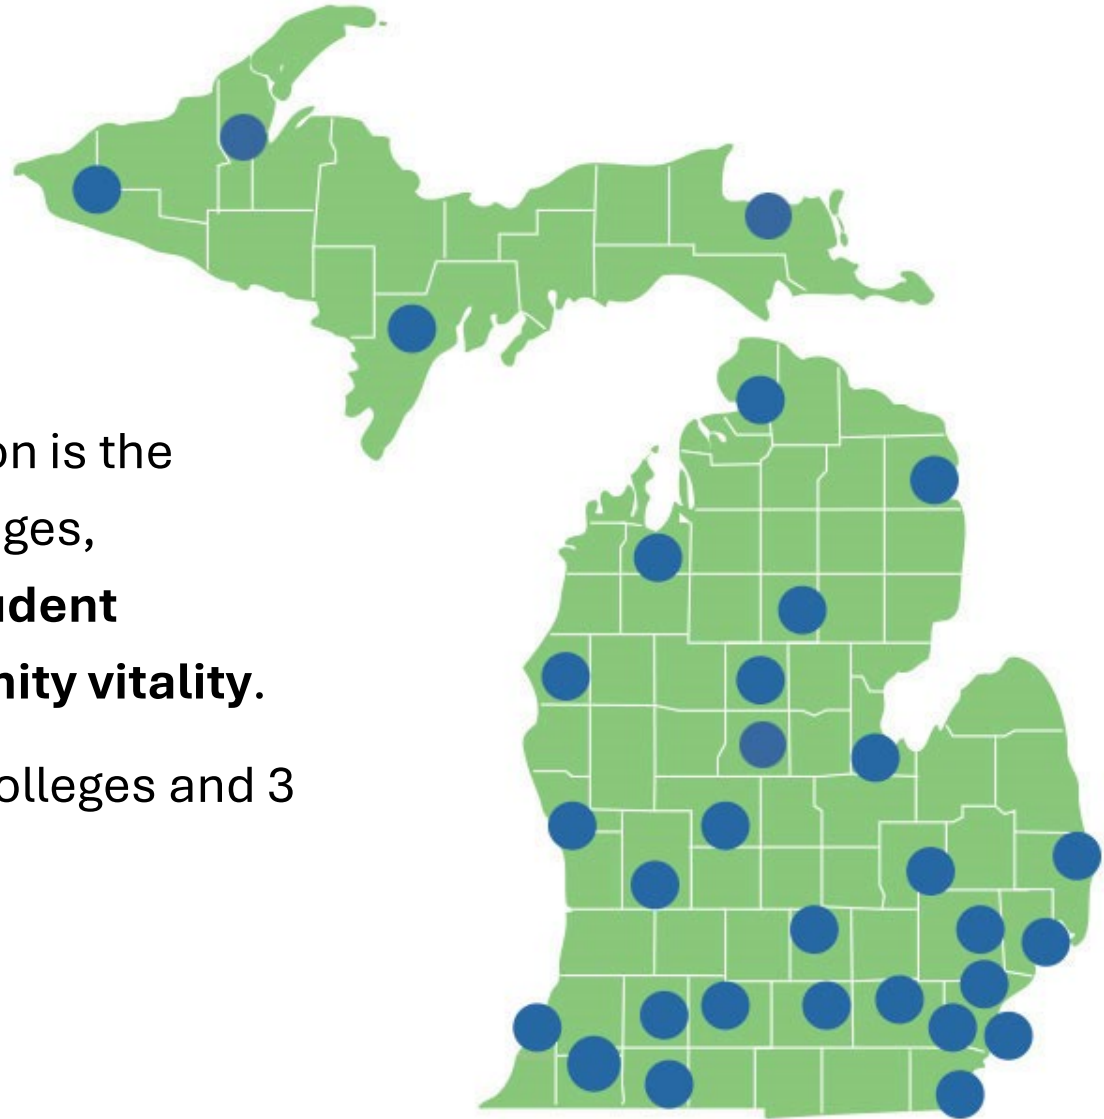 on is the
ges,
udent
nity vitality.
olleges and 3